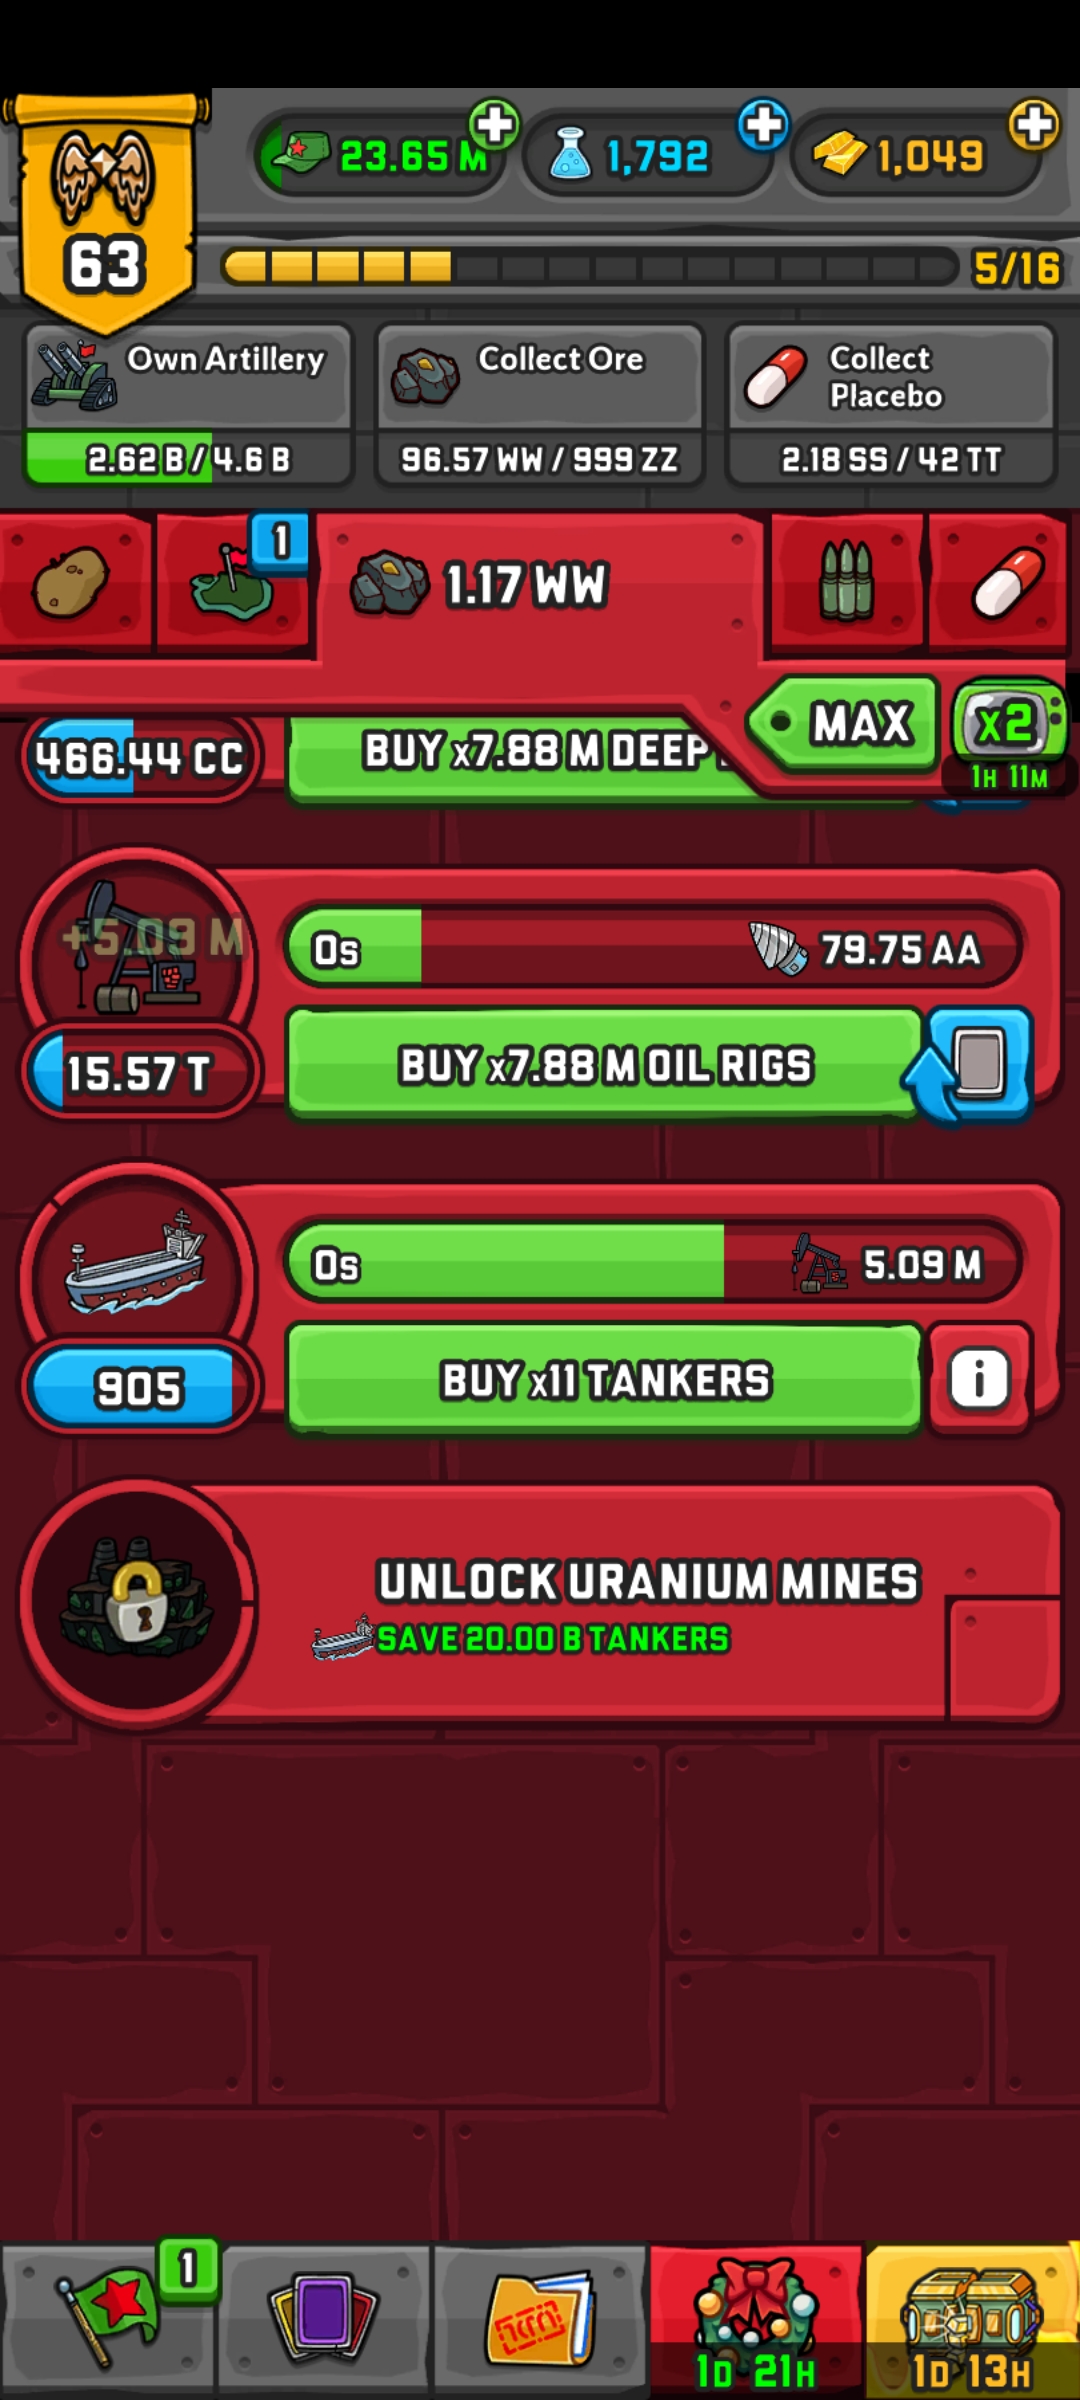 23.65 M
1,792
1,049
63
5/16
Own Artillery
2.62 B / 4.6 B
Collect Ore
96.57 WW / 999 ZZ
Collect
Placebo
2.18 SS / 42 TT
1
1.17 WW
MAX
x2
1H 11M
466.44 CC
BUY x7.88 M DEEP
+5.09 M
0s
79.75 AA
15.57 T
BUY x7.88 M OIL RIGS
0s
5.09 M
905
BUY x11 TANKERS
i
UNLOCK URANIUM MINES
SAVE 20.00 B TANKERS
1
1D 21H
1D 13H